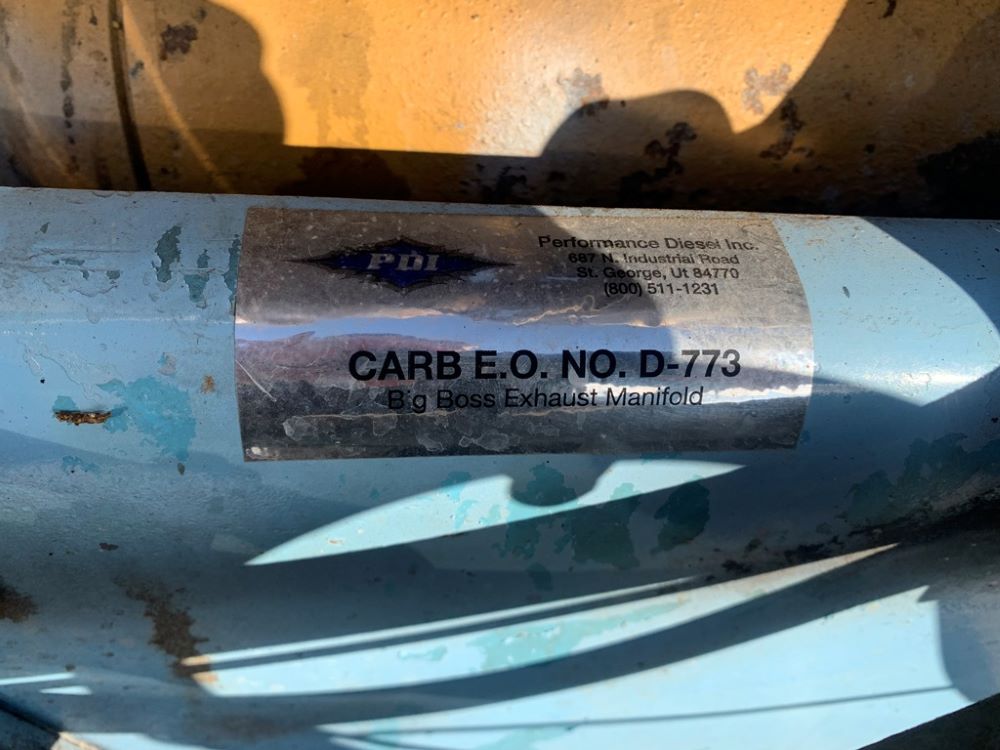 PDI
Performance Diesel Inc.
687 N. Industrial Road
St. George, Ut 84770
(800) 511-1231
CARB E.O. NO. D-773
B g Boss Exhaust Manifold